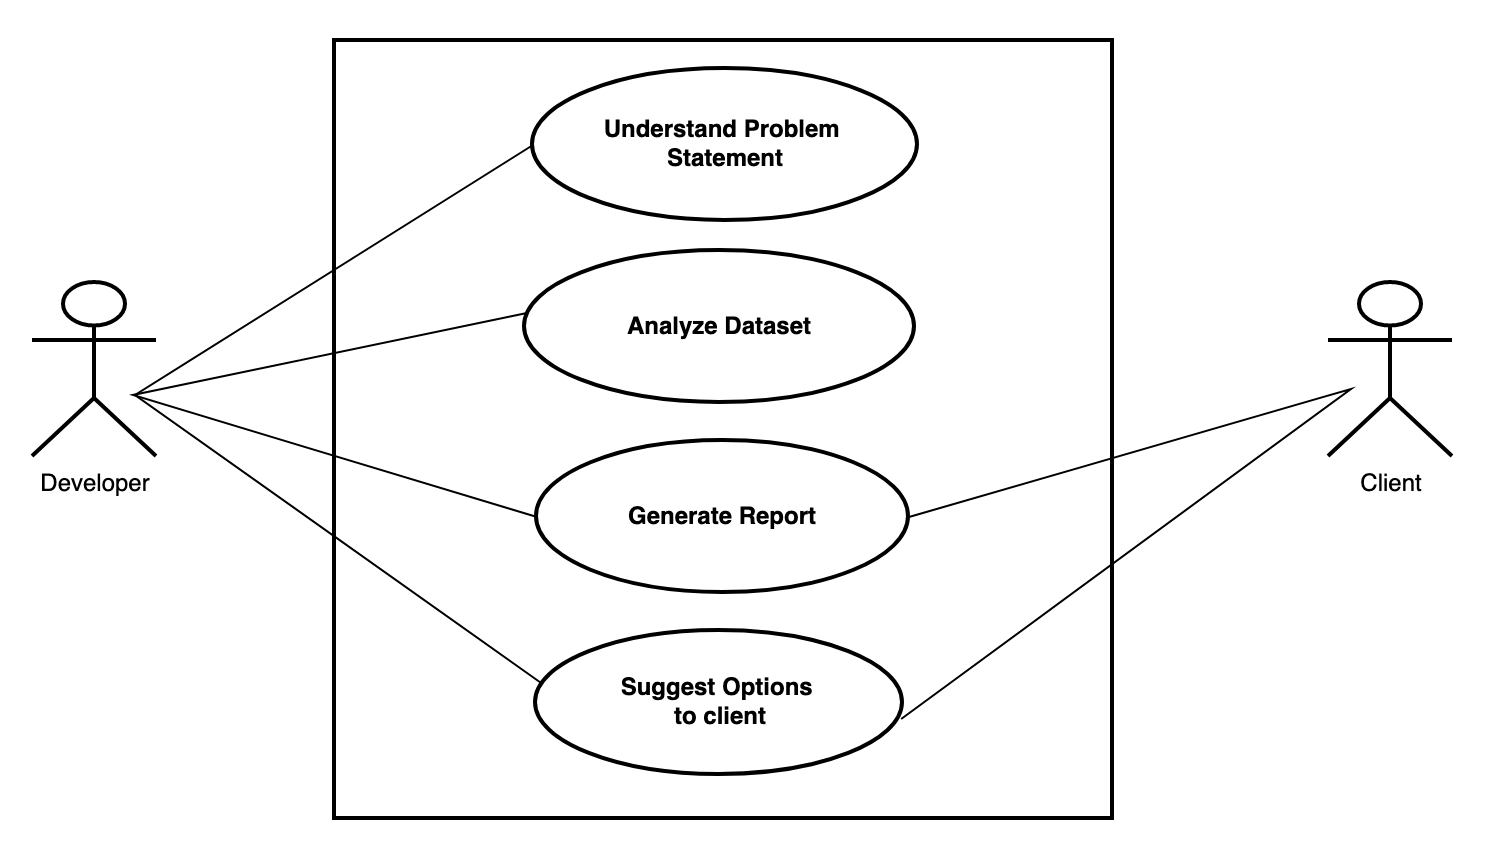 Understand Problem
Statement
Analyze Dataset
Developer
Client
Generate Report
Suggest Options
to client